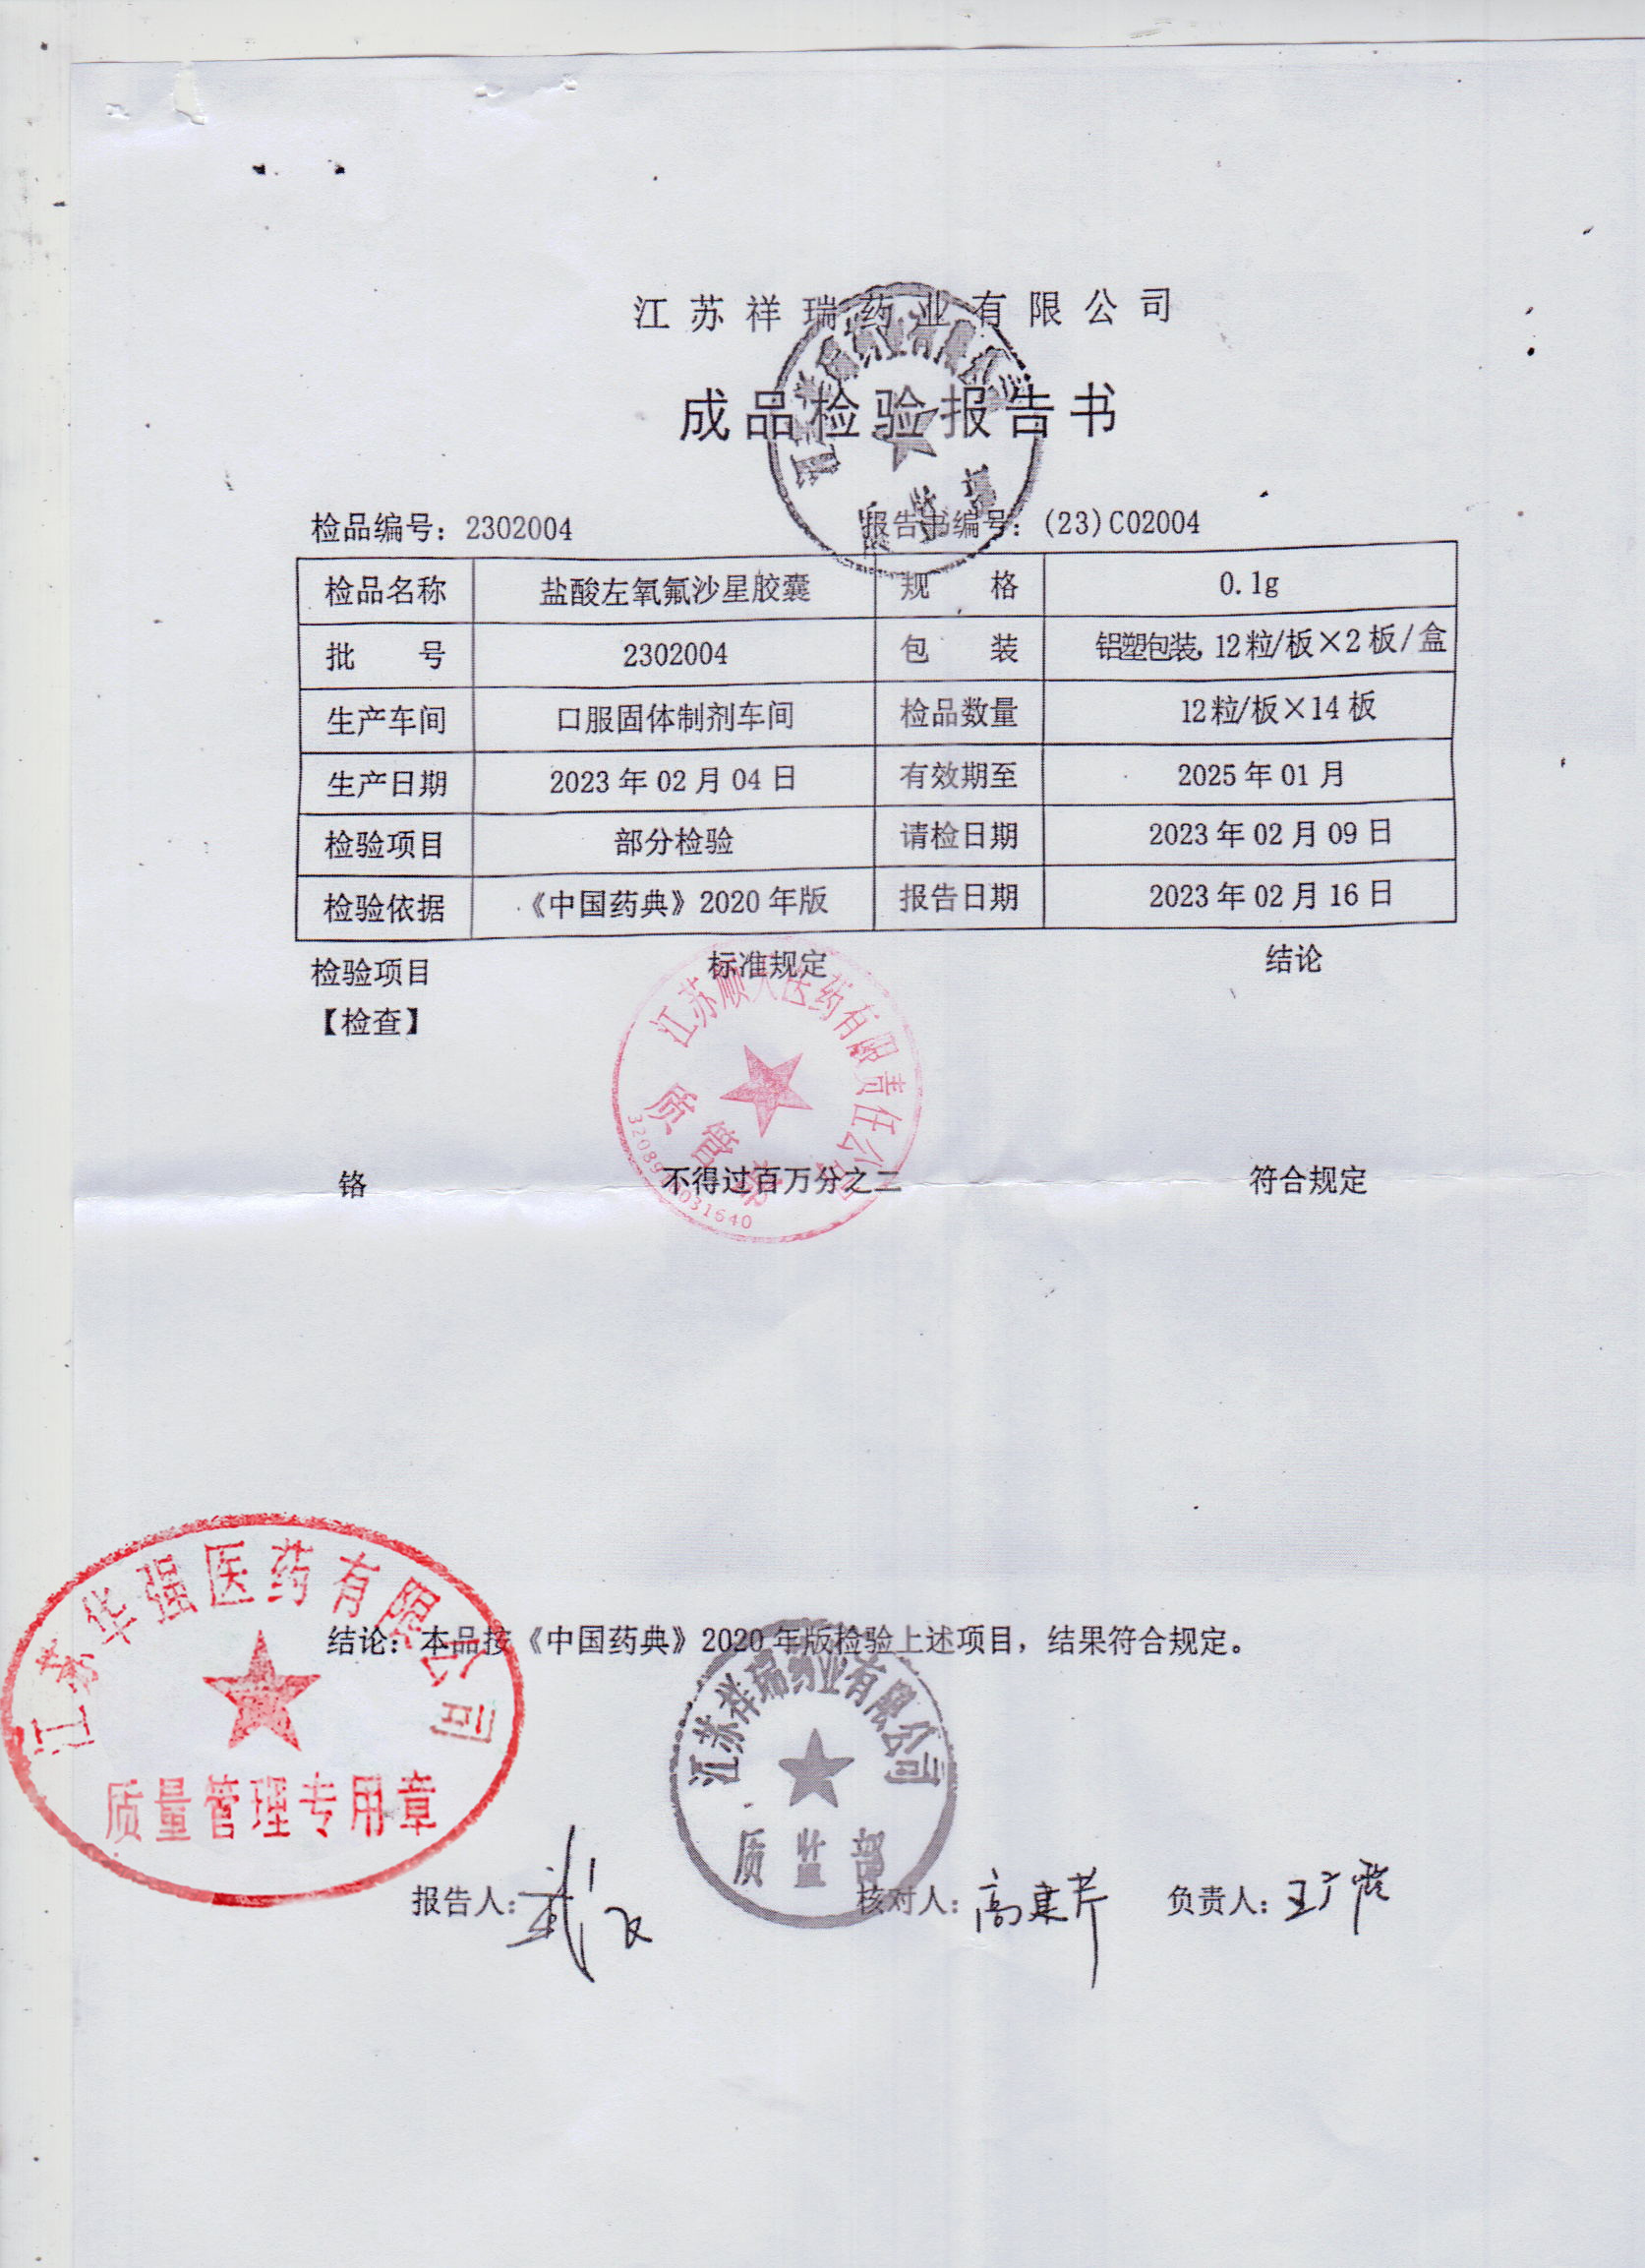 江苏祥瑞药业有限公司
成品检验报告书
检品编号：2302004 报告书编号：(23)C02004
检品名称 盐酸左氧氟沙星胶囊 规 格 0.1g
批 号 2302004 包 装 铝塑包装，12粒/板×2板/盒
生产车间 口服固体制剂车间 检品数量 12粒/板×14板
生产日期 2023年02月04日 有效期至 2025年01月
检验项目 部分检验 请检日期 2023年02月09日
检验依据 《中国药典》2020年版 报告日期 2023年02月16日
检验项目 标准规定 结论
【检查】
江苏顺天医药有限责任公司
质管部
铬 不得过百万分之二 符合规定
江苏华强医药有限公司
质量管理专用章
结论：本品按《中国药典》2020年版检验上述项目，结果符合规定。
江苏祥瑞药业有限公司
质监部
报告人： 核对人：高建芹 负责人：